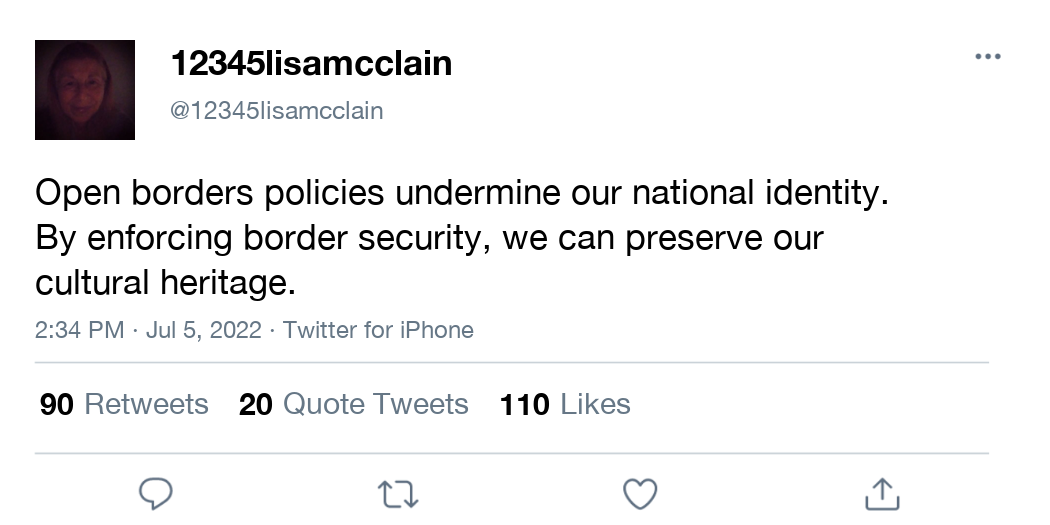 12345lisamcclain
@12345lisamcclain
Open borders policies undermine our national identity.
By enforcing border security, we can preserve our
cultural heritage.
2:34 PM · Jul 5, 2022 · Twitter for iPhone
90 Retweets 20 Quote Tweets 110 Likes